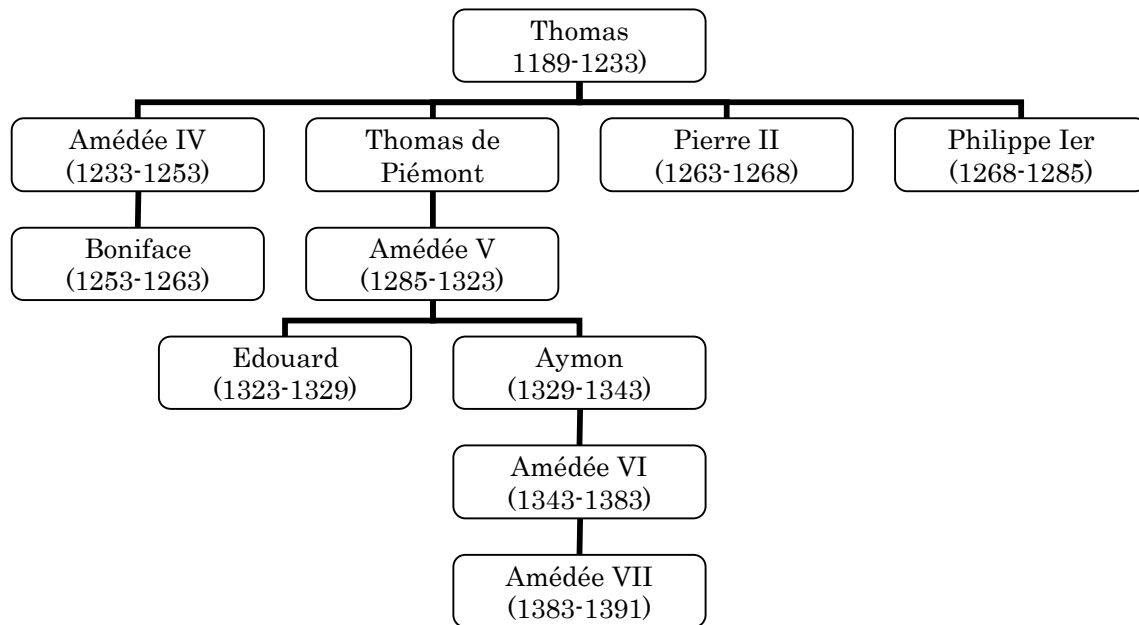 Thomas
1189-1233)
Amédée IV
(1233-1253)
Thomas de
Piémont
Pierre II
(1263-1268)
Philippe Ier
(1268-1285)
Boniface
(1253-1263)
Amédée V
(1285-1323)
Edouard
(1323-1329)
Aymon
(1329-1343)
Amédée VI
(1343-1383)
Amédée VII
(1383-1391)